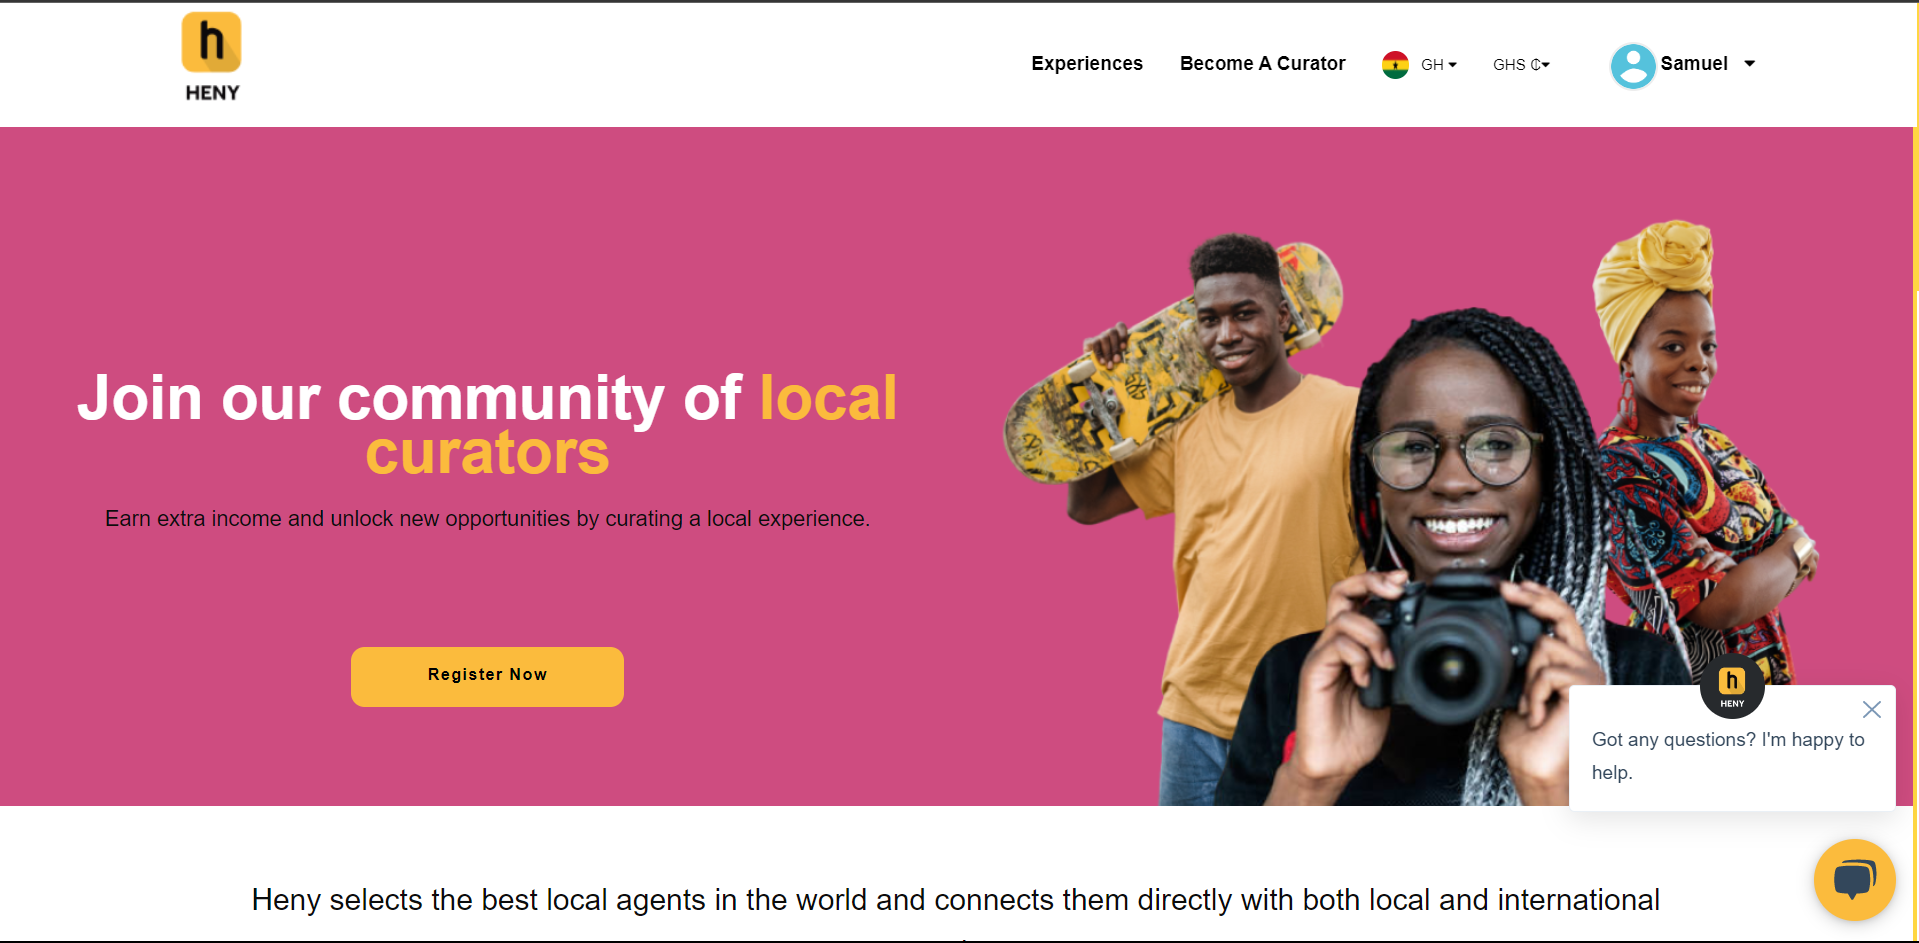 h
HENY
Experiences
Become A Curator
GH
GHS ₵
Samuel
Join our community of local
curators
Earn extra income and unlock new opportunities by curating a local experience.
Register Now
h
HENY
Got any questions? I'm happy to
help.
Heny selects the best local agents in the world and connects them directly with both local and international